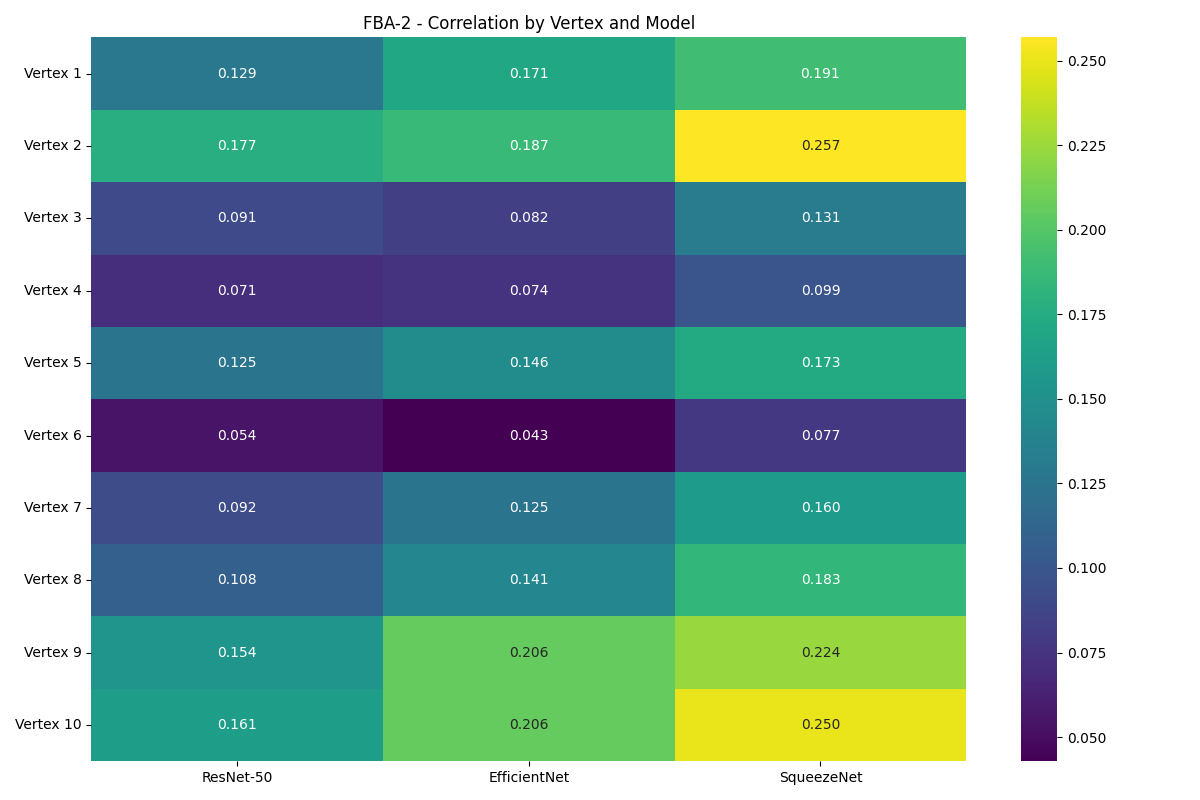 FBA-2 - Correlation by Vertex and Model
Vertex 1 0.129 0.171 0.191
Vertex 2 0.177 0.187 0.257
Vertex 3 0.091 0.082 0.131
Vertex 4 0.071 0.074 0.099
Vertex 5 0.125 0.146 0.173
Vertex 6 0.054 0.043 0.077
Vertex 7 0.092 0.125 0.160
Vertex 8 0.108 0.141 0.183
Vertex 9 0.154 0.206 0.224
Vertex 10 0.161 0.206 0.250
ResNet-50 EfficientNet SqueezeNet
0.250
0.225
0.200
0.175
0.150
0.125
0.100
0.075
0.050